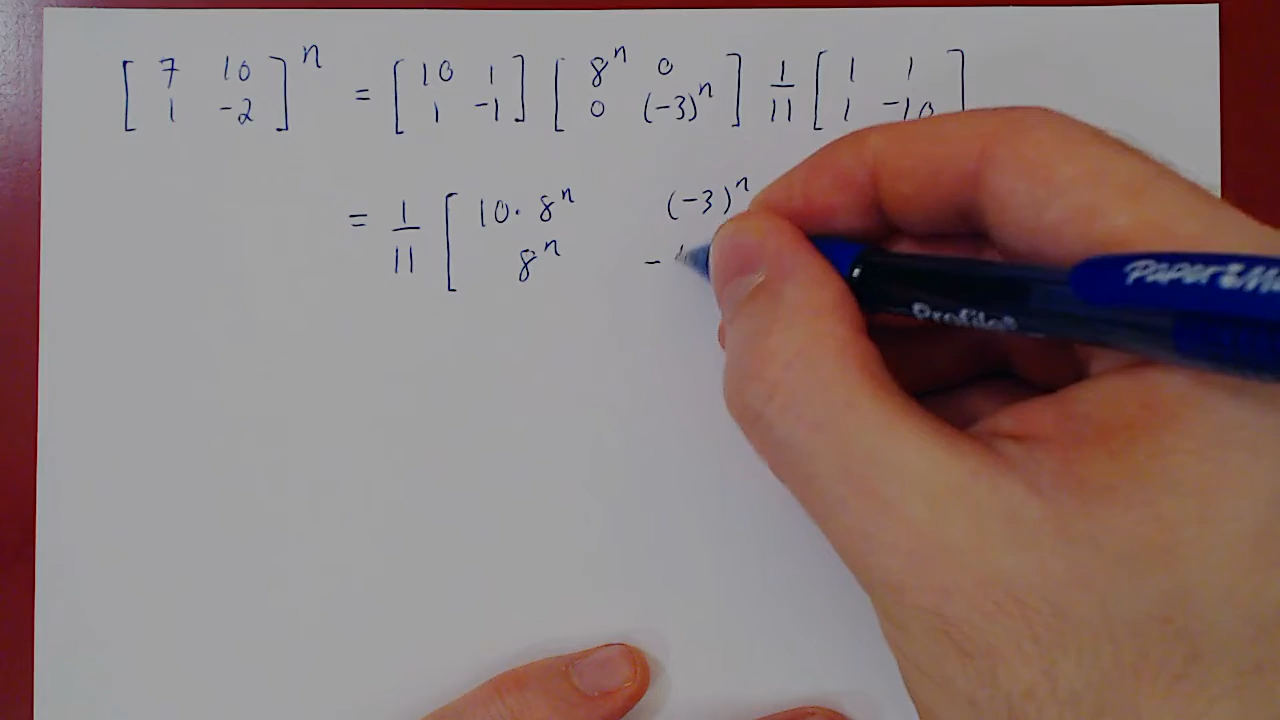 [ 7 10 ]^n = [ 10 1 ] [ 8^n 0 ] 1/11 [ 1 1 ]
[ 1 -2 ] [ 1 -1 ] [ 0 (-3)^n ] [ 1 -10 ]
= 1/11 [ 10·8^n (-3)^n
8^n -
PAPER
Profile®